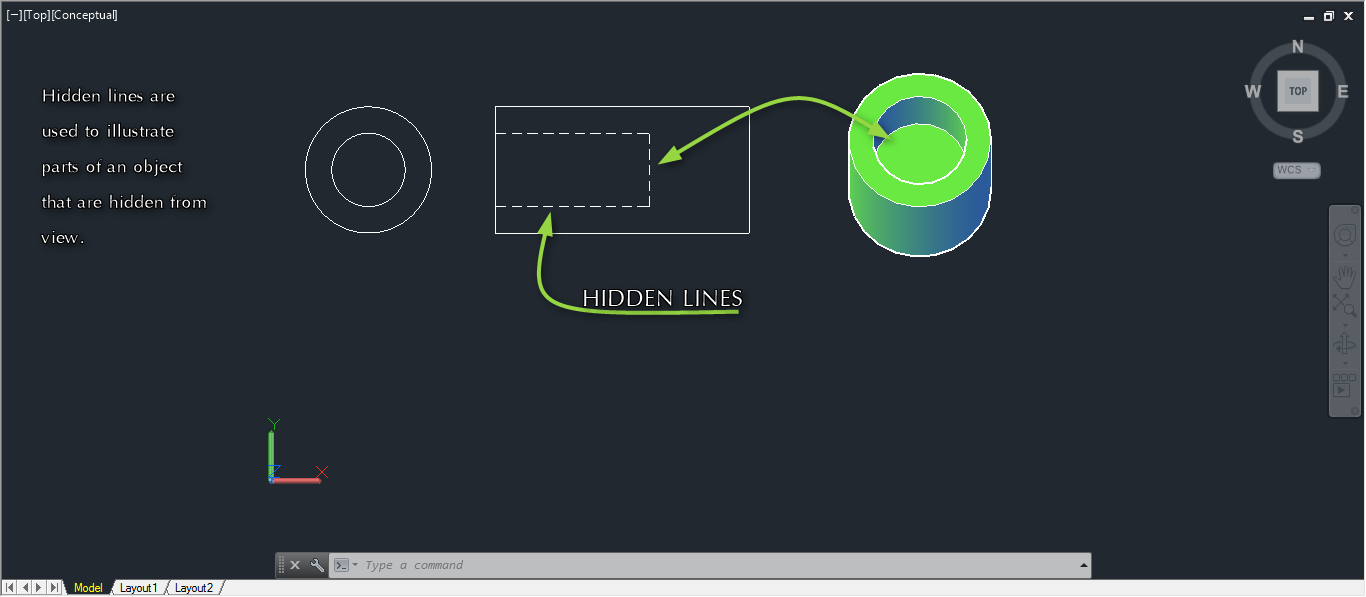 [−][Top][Conceptual]
N
W TOP E
S
WCS
Hidden lines are
used to illustrate
parts of an object
that are hidden from
view.
HIDDEN LINES
Y
Z
X
Type a command
Model Layout1 Layout2